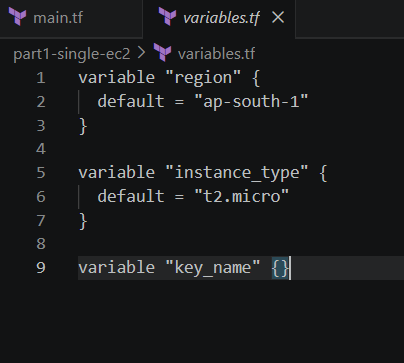 main.tf
variables.tf
part1-single-ec2 > variables.tf
1 variable "region" {
2   default = "ap-south-1"
3 }
4
5 variable "instance_type" {
6   default = "t2.micro"
7 }
8
9 variable "key_name" {}